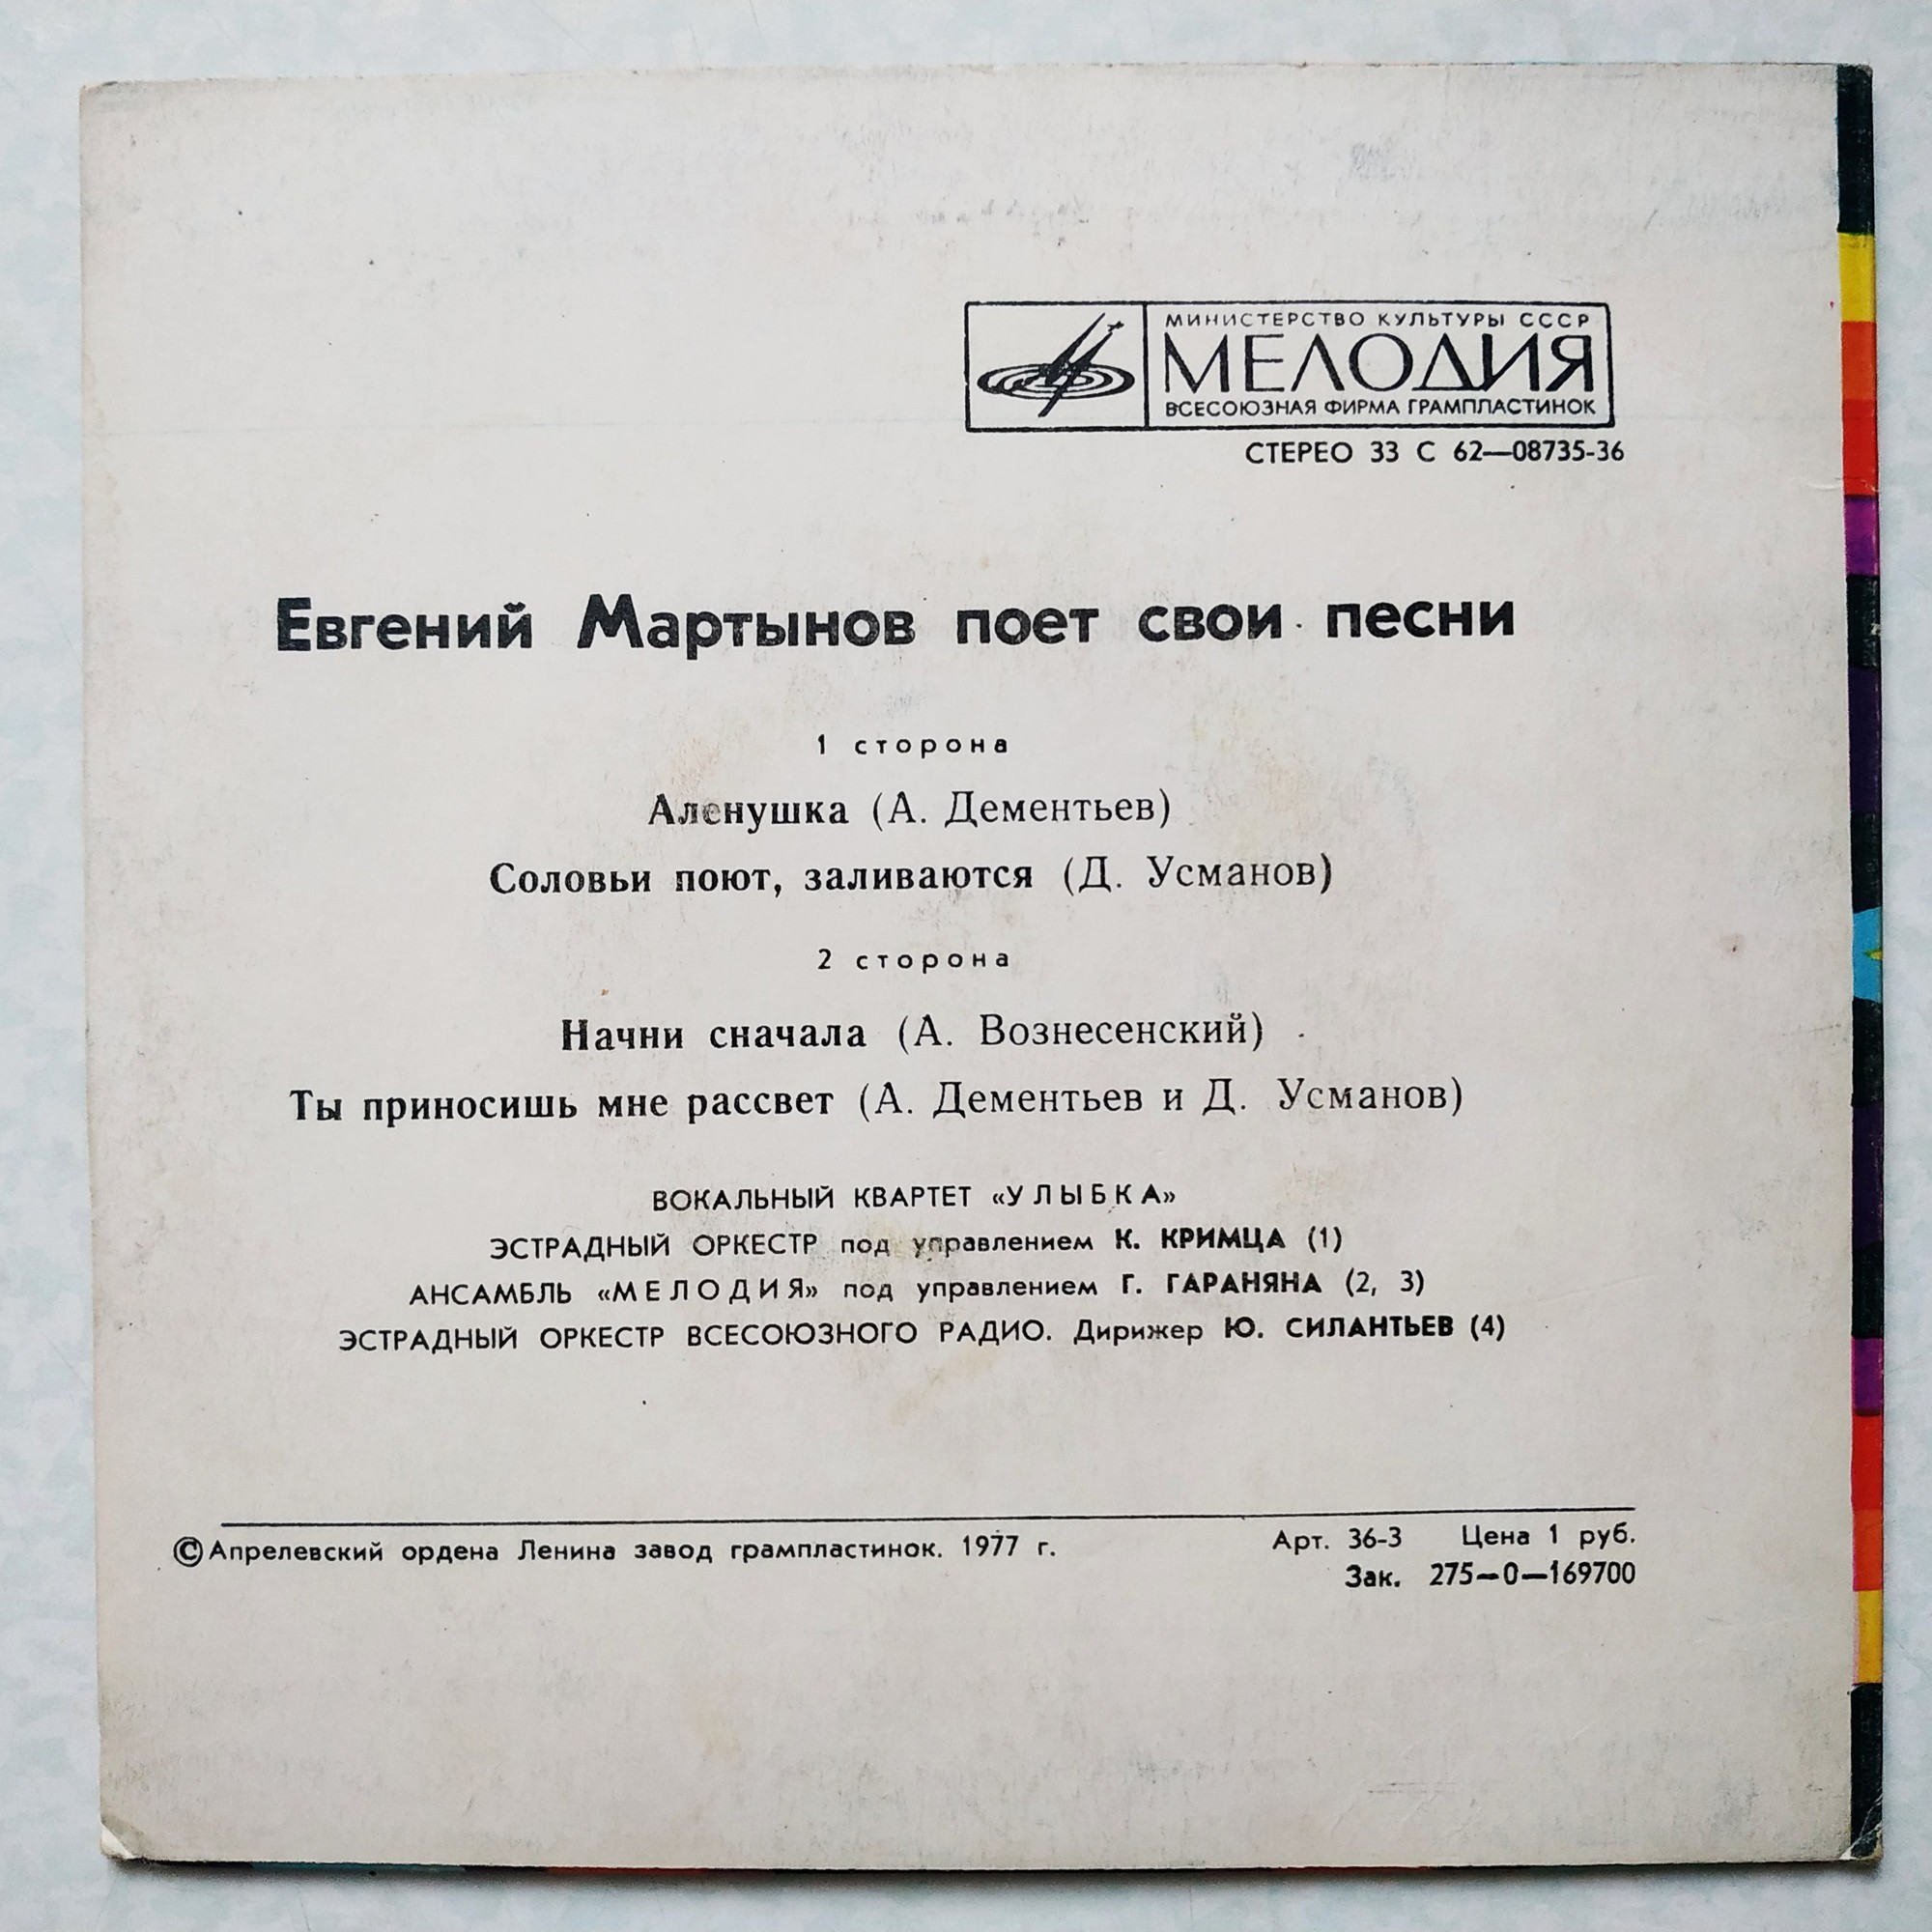 МИНИСТЕРСТВО КУЛЬТУРЫ СССР
МЕЛОДИЯ
ВСЕСОЮЗНАЯ ФИРМА ГРАМПЛАСТИНОК
СТЕРЕО 33 С 62—08735-36
Евгений Мартынов поет свои песни
1 сторона
Аленушка (А. Дементьев)
Соловьи поют, заливаются (Д. Усманов)
2 сторона
Начни сначала (А. Вознесенский)
Ты приносишь мне рассвет (А. Дементьев и Д. Усманов)
ВОКАЛЬНЫЙ КВАРТЕТ «УЛЫБКА»
ЭСТРАДНЫЙ ОРКЕСТР под управлением К. КРИМЦА (1)
АНСАМБЛЬ «МЕЛОДИЯ» под управлением Г. ГАРАНЯНА (2, 3)
ЭСТРАДНЫЙ ОРКЕСТР ВСЕСОЮЗНОГО РАДИО. Дирижер Ю. СИЛАНТЬЕВ (4)
© Апрелевский ордена Ленина завод грампластинок. 1977 г.
Арт. 36-3 Цена 1 руб.
Зак. 275—0—169700